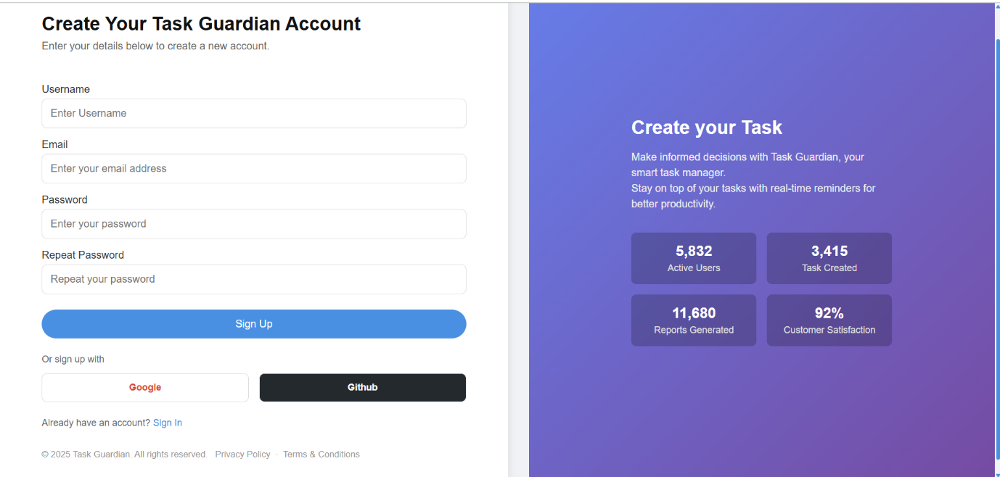 Create Your Task Guardian Account
Enter your details below to create a new account.
Username
Enter Username
Email
Enter your email address
Password
Enter your password
Repeat Password
Repeat your password
Sign Up
Or sign up with
Google
Github
Already have an account? Sign In
© 2025 Task Guardian. All rights reserved. Privacy Policy · Terms & Conditions
Create your Task
Make informed decisions with Task Guardian, your
smart task manager.
Stay on top of your tasks with real-time reminders for
better productivity.
5,832
Active Users
3,415
Task Created
11,680
Reports Generated
92%
Customer Satisfaction